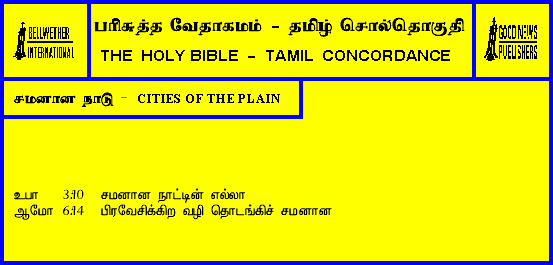 BELLWETHER
INTERNATIONAL
பரிசுத்த வேதாகமம் - தமிழ் சொல்தொகுதி
THE HOLY BIBLE - TAMIL CONCORDANCE
GOOD NEWS
PUBLISHERS
சமனான நாடு - CITIES OF THE PLAIN
உபா 3:10 சமனான நாட்டின் எல்லா
ஆமோ 6:14 பிரவேசிக்கிற வழி தொடங்கிச் சமனான